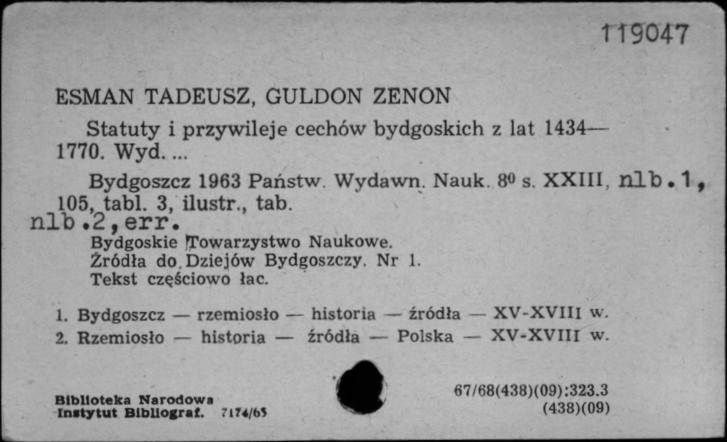 119047
ESMAN TADEUSZ, GULDON ZENON
Statuty i przywileje cechów bydgoskich z lat 1434—
1770. Wyd. ...
Bydgoszcz 1963 Państw. Wydawn. Nauk. 8⁰ s. XXIII, nlb.1,
105, tabl. 3, ilustr., tab.
nlb.2, err.
Bydgoskie Towarzystwo Naukowe.
Źródła do Dziejów Bydgoszczy. Nr 1.
Tekst częściowo łac.
1. Bydgoszcz — rzemiosło — historia — źródła — XV-XVIII w.
2. Rzemiosło — historia — źródła — Polska — XV-XVIII w.
67/68(438)(09):323.3
(438)(09)
Biblioteka Narodowa
Instytut Bibliograf. 7174/65